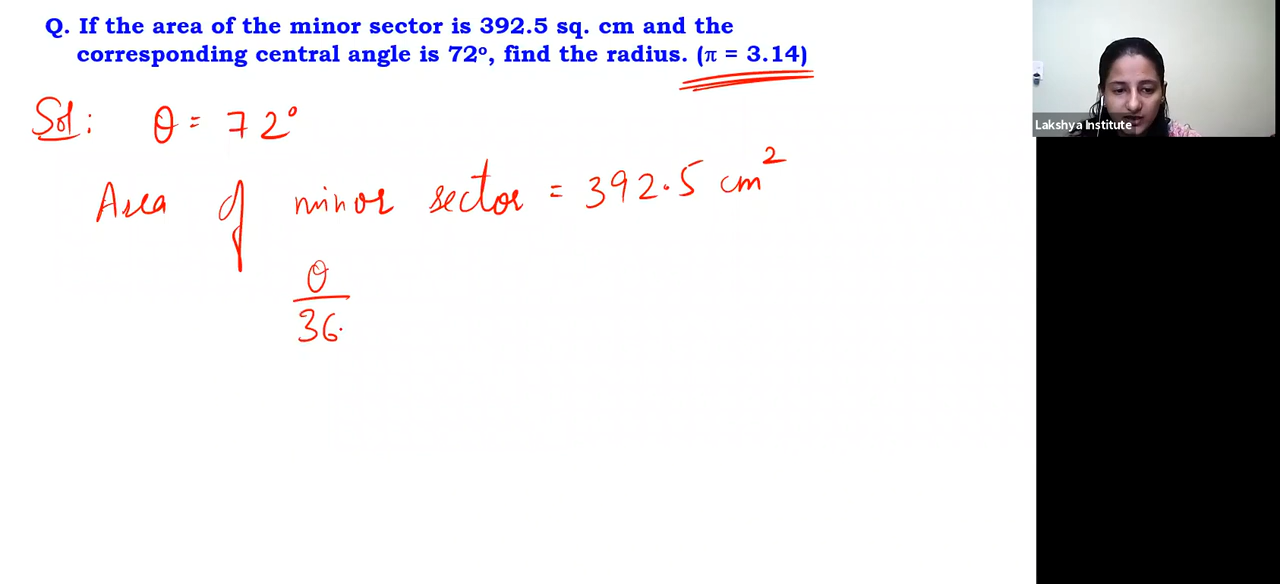 Q. If the area of the minor sector is 392.5 sq. cm and the
corresponding central angle is 72º, find the radius. (π = 3.14)
Sol: θ = 72°
Area of minor sector = 392.5 cm²
θ
36
Lakshya Institute